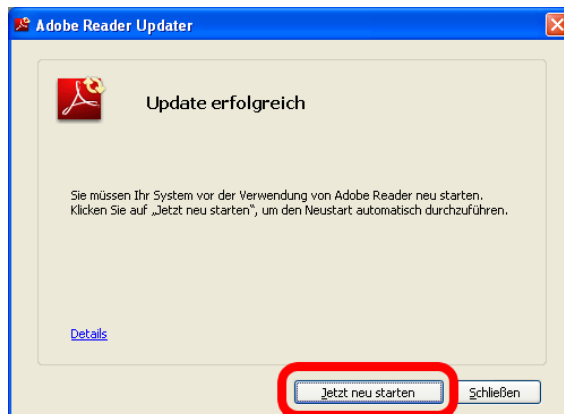 Adobe Reader Updater
Update erfolgreich
Sie müssen Ihr System vor der Verwendung von Adobe Reader neu starten.
Klicken Sie auf „Jetzt neu starten“, um den Neustart automatisch durchzuführen.
Details
Jetzt neu starten
Schließen